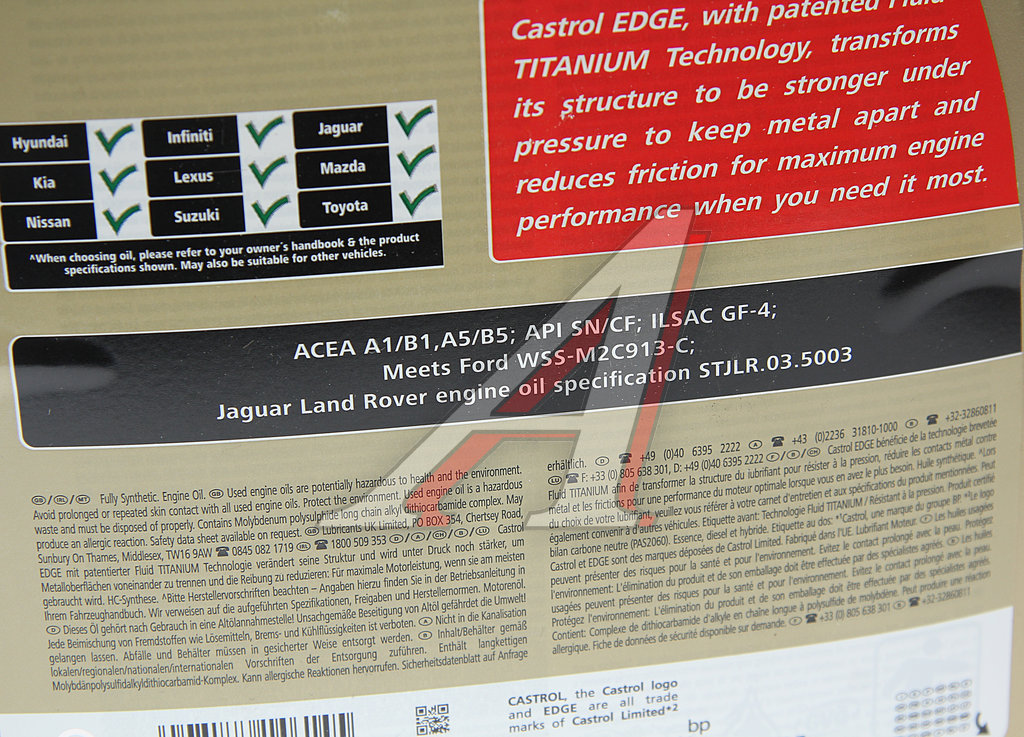 Castrol EDGE, with patented Fluid
TITANIUM Technology, transforms
its structure to be stronger under
pressure to keep metal apart and
reduces friction for maximum engine
performance when you need it most.
Hyundai Infiniti Jaguar
Kia Lexus Mazda
Nissan Suzuki Toyota
^When choosing oil, please refer to your owner's handbook & the product
specifications shown. May also be suitable for other vehicles.
ACEA A1/B1,A5/B5; API SN/CF; ILSAC GF-4;
Meets Ford WSS-M2C913-C;
Jaguar Land Rover engine oil specification STJLR.03.5003
GB / IRL / MT Fully Synthetic. Engine Oil. GB Used engine oils are potentially hazardous to health and the environment.
Avoid prolonged or repeated skin contact with all used engine oils. Protect the environment. Used engine oil is a hazardous
waste and must be disposed of properly. Contains Molybdenum polysulphide long chain alkyl dithiocarbamide complex. May
produce an allergic reaction. Safety data sheet available on request. GB Lubricants UK Limited, PO BOX 354, Chertsey Road,
Sunbury On Thames, Middlesex, TW16 9AW ☎ 0845 082 1719 IRL ☎ 1800 509 353 D / A / CH / B / LU Castrol
EDGE mit patentierter Fluid TITANIUM Technologie verändert seine Struktur und wird unter Druck noch stärker, um
Metalloberflächen voneinander zu trennen und die Reibung zu reduzieren: Für maximale Motorleistung, wenn sie am meisten
gebraucht wird. HC-Synthese. ^Bitte Herstellervorschriften beachten – Angaben hierzu finden Sie in der Betriebsanleitung in
Ihrem Fahrzeughandbuch. Wir verweisen auf die aufgeführten Spezifikationen, Freigaben und Herstellernormen. Motorenöl.
D Dieses Öl gehört nach Gebrauch in eine Altölannahmestelle! Unsachgemäße Beseitigung von Altöl gefährdet die Umwelt!
Jede Beimischung von Fremdstoffen wie Lösemitteln, Brems- und Kühlflüssigkeiten ist verboten. A Nicht in die Kanalisation
gelangen lassen. Abfälle und Behälter müssen in gesicherter Weise entsorgt werden. B Inhalt/Behälter gemäß
lokalen/regionalen/nationalen/internationalen Vorschriften der Entsorgung zuführen. Enthält langkettigen
Molybdänpolysulfidalkyldithiocarbamid-Komplex. Kann allergische Reaktionen hervorrufen. Sicherheitsdatenblatt auf Anfrage
erhältlich. D ☎ +49 (0)40 6395 2222 A ☎ +43 (0)2236 31810-1000 B ☎ +32-32860811
LU ☎ F: +33 (0) 805 638 301, D: +49 (0)40 6395 2222 F / B / CH Castrol EDGE bénéficie de la technologie brevetée
Fluid TITANIUM afin de transformer la structure du lubrifiant pour résister à la pression, réduire les contacts métal contre
métal et les frictions pour une performance du moteur optimale lorsque vous en avez le plus besoin. Huile synthétique. ^Lors
du choix de votre lubrifiant, veuillez vous référer à votre carnet d'entretien et aux spécifications du produit mentionnées. Peut
également convenir à d'autres véhicules. Etiquette avant: Technologie Fluid TITANIUM / Résistant à la pression. Produit certifié
bilan carbone neutre (PAS2060). Essence, diesel et hybride. Etiquette au dos: *¹Castrol, une marque du groupe BP. *²Le logo
Castrol et EDGE sont des marques déposées de Castrol Limited. Fabriqué dans l'UE. Lubrifiant Moteur. Les huiles usagées
peuvent présenter des risques pour la santé et pour l'environnement. Evitez le contact prolongé avec la peau. Protégez
l'environnement: L'élimination du produit et de son emballage doit être effectuée par des spécialistes agréés. Les huiles
usagées peuvent présenter des risques pour la santé et pour l'environnement. Evitez le contact prolongé avec la peau.
Protégez l'environnement: L'élimination du produit et de son emballage doit être effectuée par des spécialistes agréés.
Contient: Complexe de dithiocarbamide d'alkyle en chaîne longue à polysulfide de molybdène. Peut produire une réaction
allergique. Fiche de données de sécurité disponible sur demande. F ☎ +33 (0) 805 638 301 B ☎ +32-32860811
CASTROL, the Castrol logo
and EDGE are all trade
marks of Castrol Limited*2
bp